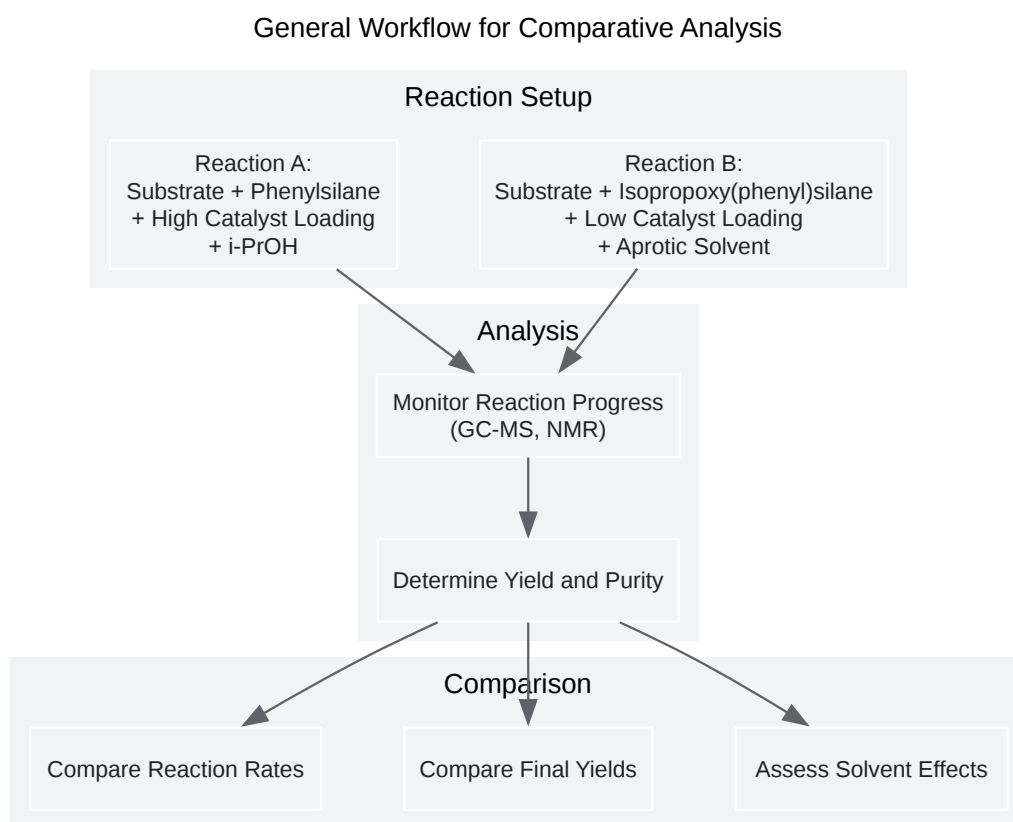 General Workflow for Comparative Analysis
Reaction Setup
Reaction A:
Substrate + Phenylsilane
+ High Catalyst Loading
+ i-PrOH
Reaction B:
Substrate + Isopropoxy(phenyl)silane
+ Low Catalyst Loading
+ Aprotic Solvent
Analysis
Monitor Reaction Progress
(GC-MS, NMR)
Determine Yield and Purity
Comparison
Compare Reaction Rates
Compare Final Yields
Assess Solvent Effects